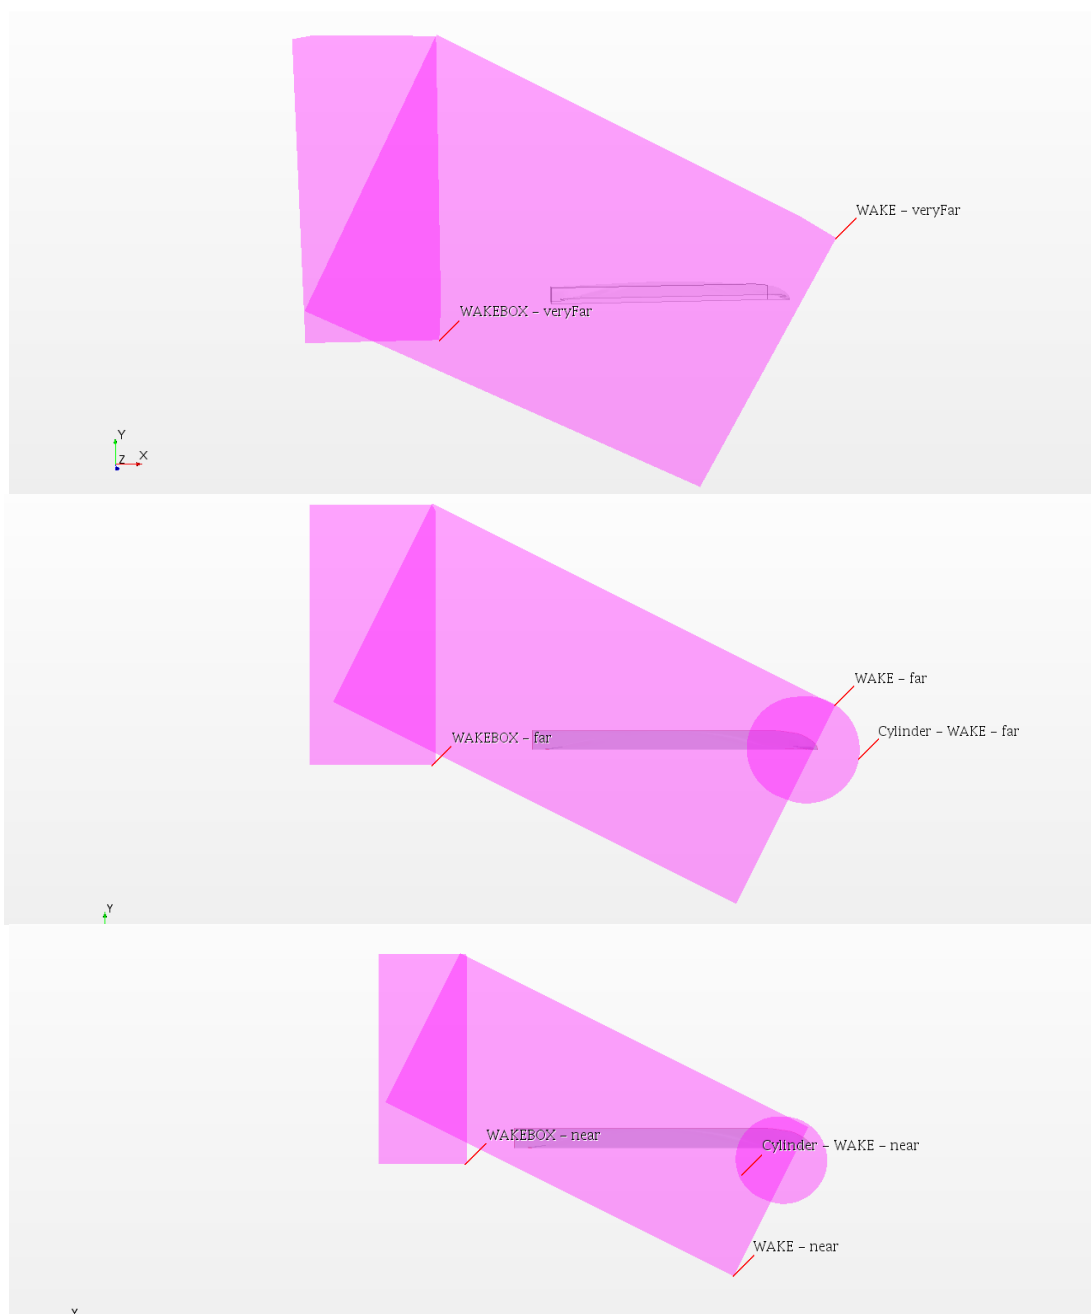 WAKE – veryFar
WAKEBOX – veryFar
Y
Z X
WAKE – far
Cylinder – WAKE – far
WAKEBOX – far
Y
WAKEBOX – near
Cylinder – WAKE – near
WAKE – near